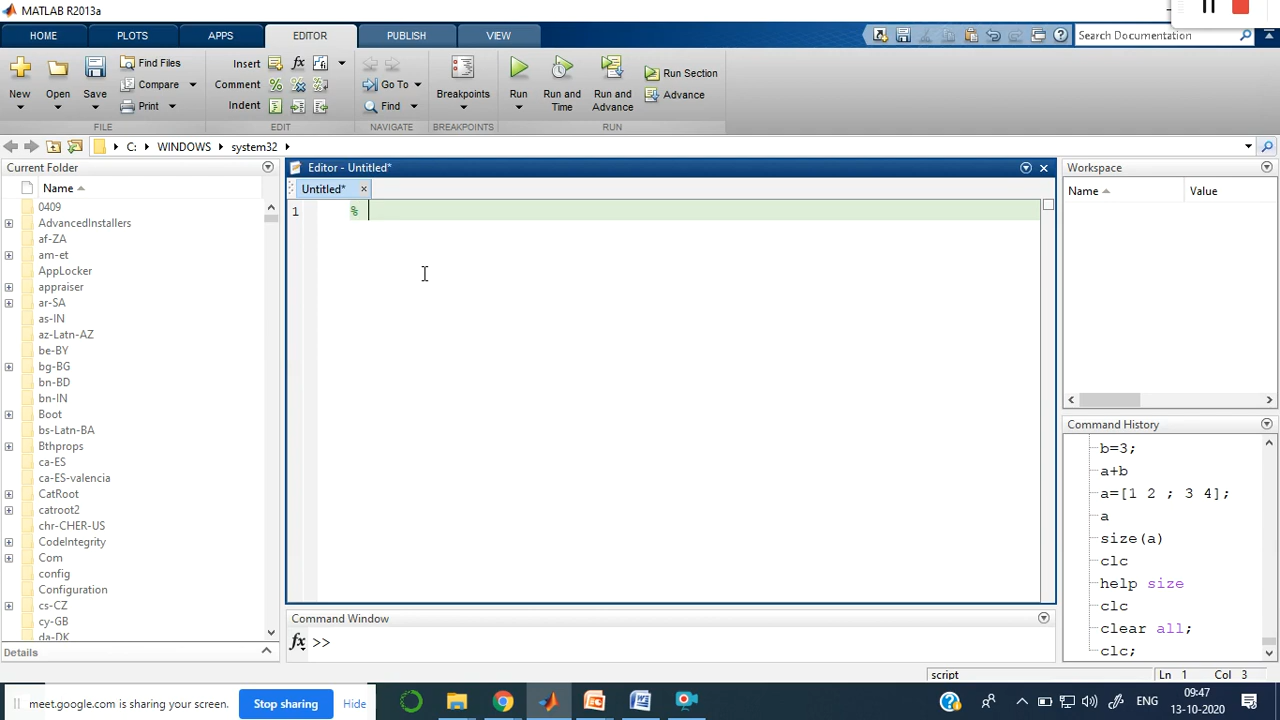 MATLAB R2013a
HOME PLOTS APPS EDITOR PUBLISH VIEW Search Documentation
New Open Save Find Files Compare Print
FILE
Insert fx
Comment %
Indent
EDIT
Go To
Find
NAVIGATE
Breakpoints
BREAKPOINTS
Run Run and Time Run and Advance Run Section Advance
RUN
C: WINDOWS system32
Current Folder
Name
0409
AdvancedInstallers
af-ZA
am-et
AppLocker
appraiser
ar-SA
as-IN
az-Latn-AZ
be-BY
bg-BG
bn-BD
bn-IN
Boot
bs-Latn-BA
Bthprops
ca-ES
ca-ES-valencia
CatRoot
catroot2
chr-CHER-US
CodeIntegrity
Com
config
Configuration
cs-CZ
cy-GB
da-DK
Details
Editor - Untitled*
Untitled*
1 %
Command Window
fx >>
Workspace
Name Value
Command History
b=3;
a+b
a=[1 2 ; 3 4];
a
size(a)
clc
help size
clc
clear all;
clc;
script Ln 1 Col 3
meet.google.com is sharing your screen. Stop sharing Hide
ENG
09:47
13-10-2020